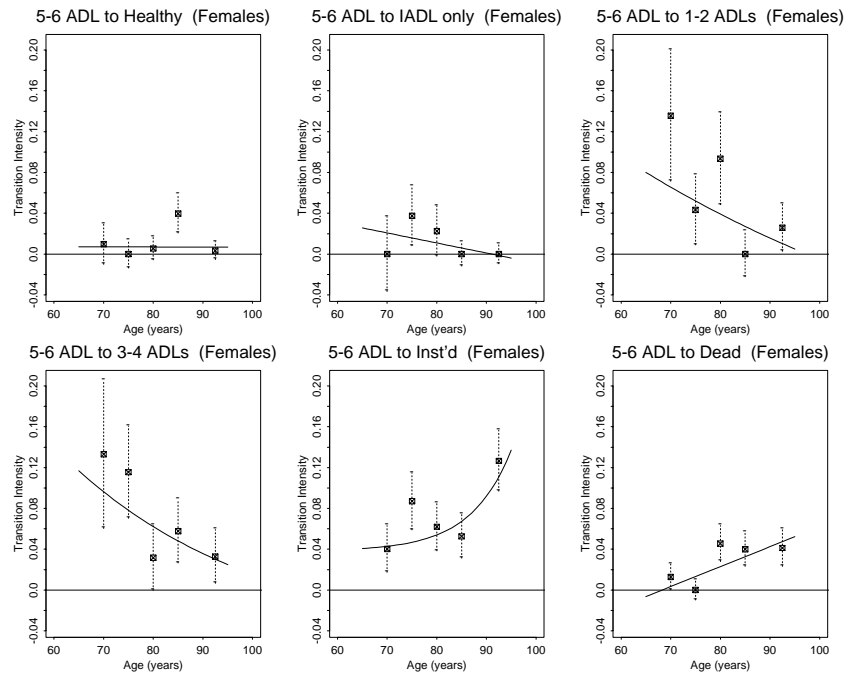 5-6 ADL to Healthy (Females)
Transition Intensity
-0.04 0.0 0.04 0.08 0.12 0.16 0.20
60 70 80 90 100
Age (years)
5-6 ADL to IADL only (Females)
Transition Intensity
-0.04 0.0 0.04 0.08 0.12 0.16 0.20
60 70 80 90 100
Age (years)
5-6 ADL to 1-2 ADLs (Females)
Transition Intensity
-0.04 0.0 0.04 0.08 0.12 0.16 0.20
60 70 80 90 100
Age (years)
5-6 ADL to 3-4 ADLs (Females)
Transition Intensity
-0.04 0.0 0.04 0.08 0.12 0.16 0.20
60 70 80 90 100
Age (years)
5-6 ADL to Inst'd (Females)
Transition Intensity
-0.04 0.0 0.04 0.08 0.12 0.16 0.20
60 70 80 90 100
Age (years)
5-6 ADL to Dead (Females)
Transition Intensity
-0.04 0.0 0.04 0.08 0.12 0.16 0.20
60 70 80 90 100
Age (years)